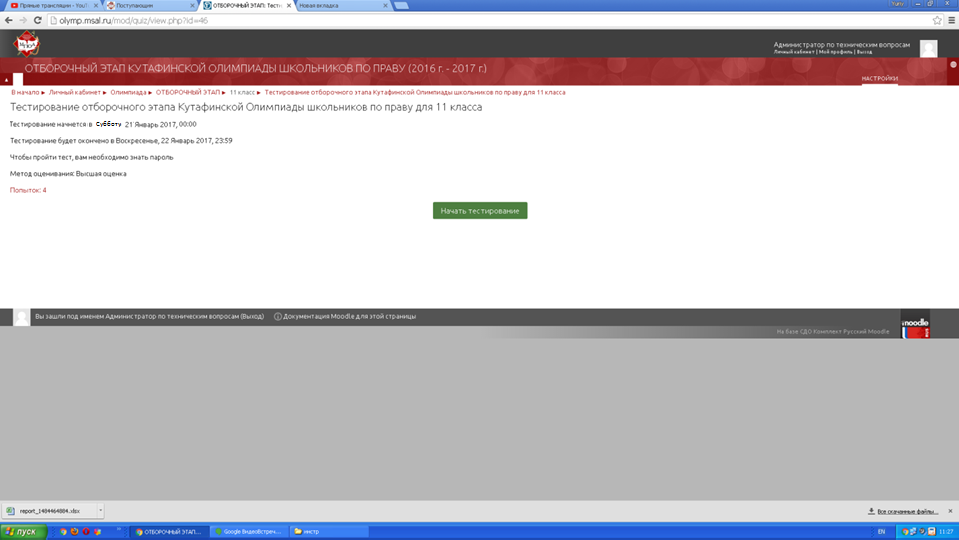 Прямые трансляции - YouT
Поступающим
ОТБОРОЧНЫЙ ЭТАП: Тест
Новая вкладка
olymp.msal.ru/mod/quiz/view.php?id=46
Администратор по техническим вопросам
Личный кабинет | Мой профиль | Выход
ОТБОРОЧНЫЙ ЭТАП КУТАФИНСКОЙ ОЛИМПИАДЫ ШКОЛЬНИКОВ ПО ПРАВУ (2016 г. - 2017 г.)
НАСТРОЙКИ
В начало ► Личный кабинет ► Олимпиада ► ОТБОРОЧНЫЙ ЭТАП ► 11 класс ► Тестирование отборочного этапа Кутафинской Олимпиады школьников по праву для 11 класса
Тестирование отборочного этапа Кутафинской Олимпиады школьников по праву для 11 класса
Тестирование начнется в Субботу 21 Январь 2017, 00:00
Тестирование будет окончено в Воскресенье, 22 Январь 2017, 23:59
Чтобы пройти тест, вам необходимо знать пароль
Метод оценивания: Высшая оценка
Попыток: 4
Начать тестирование
Вы зашли под именем Администратор по техническим вопросам (Выход)
Документация Moodle для этой страницы
На Базе СДО Комплект Русский Moodle
moodle
report_1484464884.xlsx
Все скачанные файлы...
пуск
ОТБОРОЧНЫЙ ЭТАП...
Google ВидеоВстреч...
инстр
EN
11:27